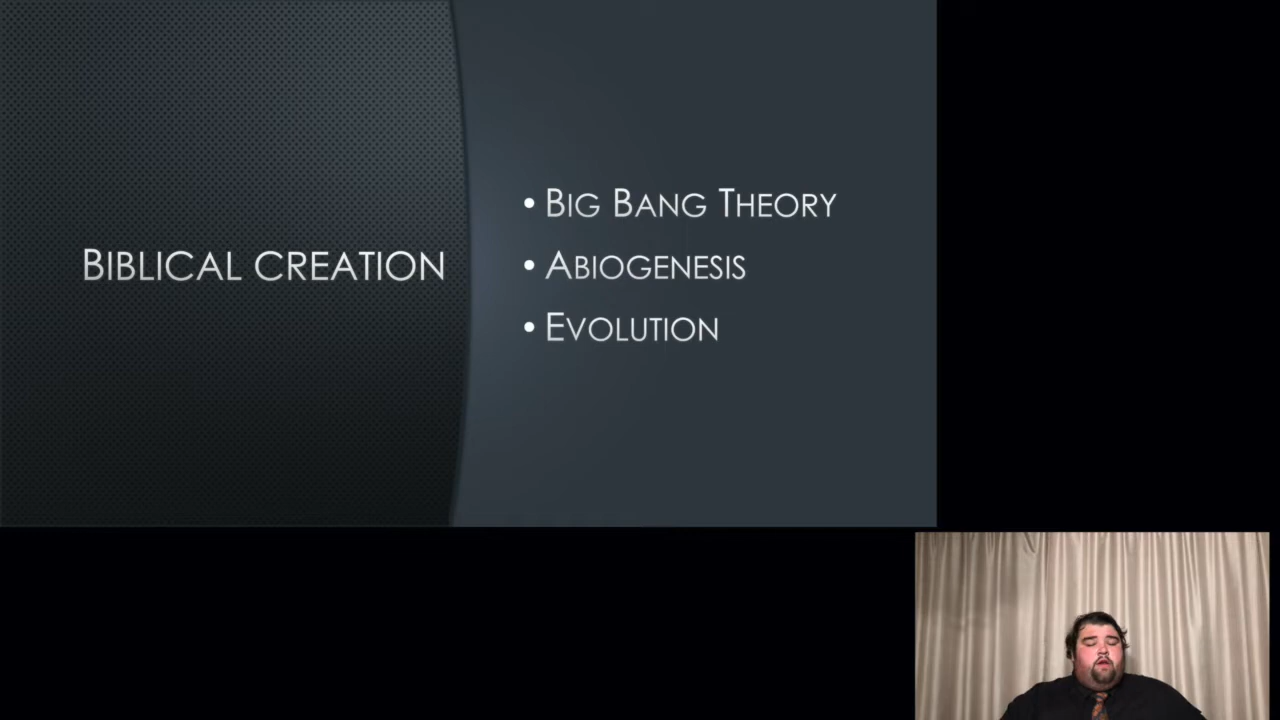 BIBLICAL CREATION
• BIG BANG THEORY
• ABIOGENESIS
• EVOLUTION